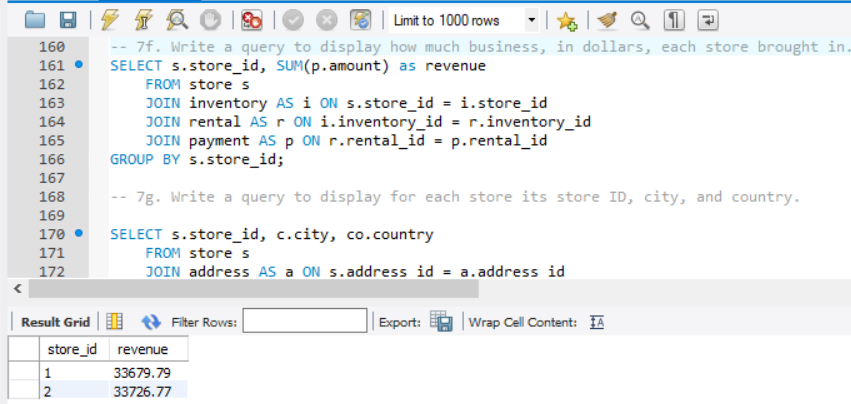 Limit to 1000 rows
160 -- 7f. Write a query to display how much business, in dollars, each store brought in.
161 SELECT s.store_id, SUM(p.amount) as revenue
162 FROM store s
163 JOIN inventory AS i ON s.store_id = i.store_id
164 JOIN rental AS r ON i.inventory_id = r.inventory_id
165 JOIN payment AS p ON r.rental_id = p.rental_id
166 GROUP BY s.store_id;
167
168 -- 7g. Write a query to display for each store its store ID, city, and country.
169
170 SELECT s.store_id, c.city, co.country
171 FROM store s
172 JOIN address AS a ON s.address_id = a.address_id
Result Grid Filter Rows: Export: Wrap Cell Content: IA
store_id revenue
1 33679.79
2 33726.77